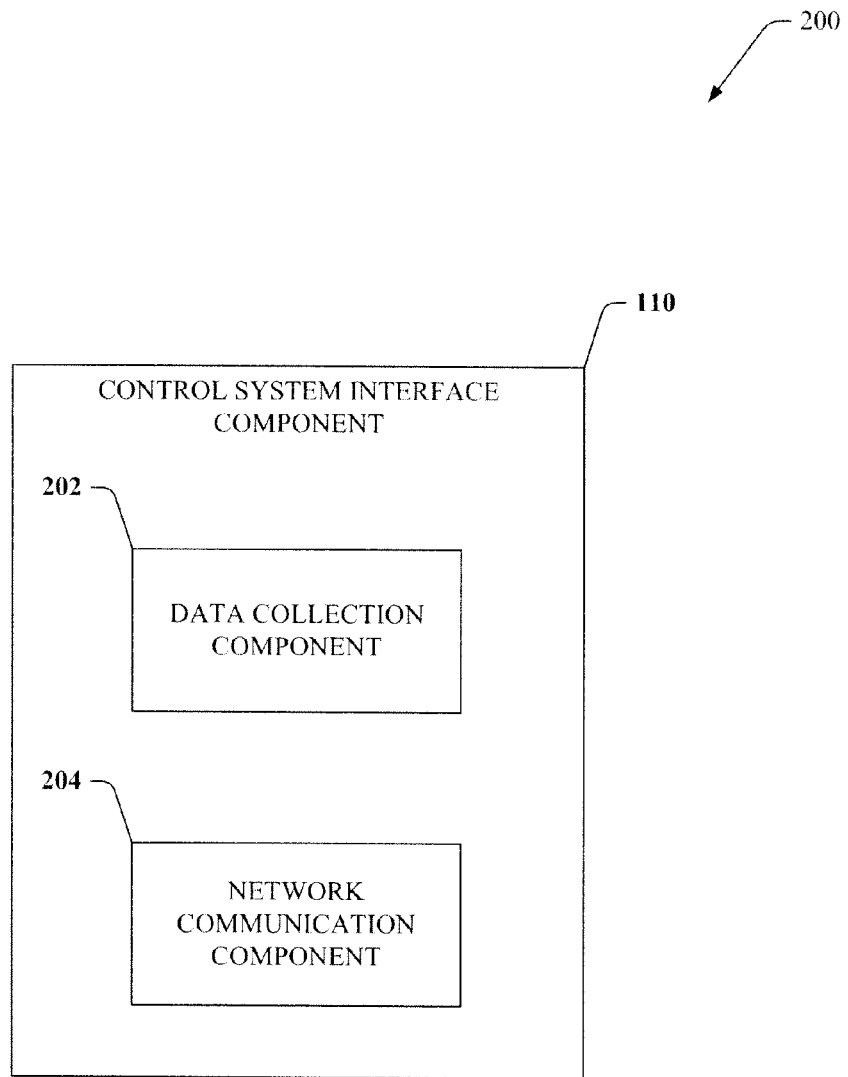 200
110
CONTROL SYSTEM INTERFACE
COMPONENT
202
DATA COLLECTION
COMPONENT
204
NETWORK
COMMUNICATION
COMPONENT